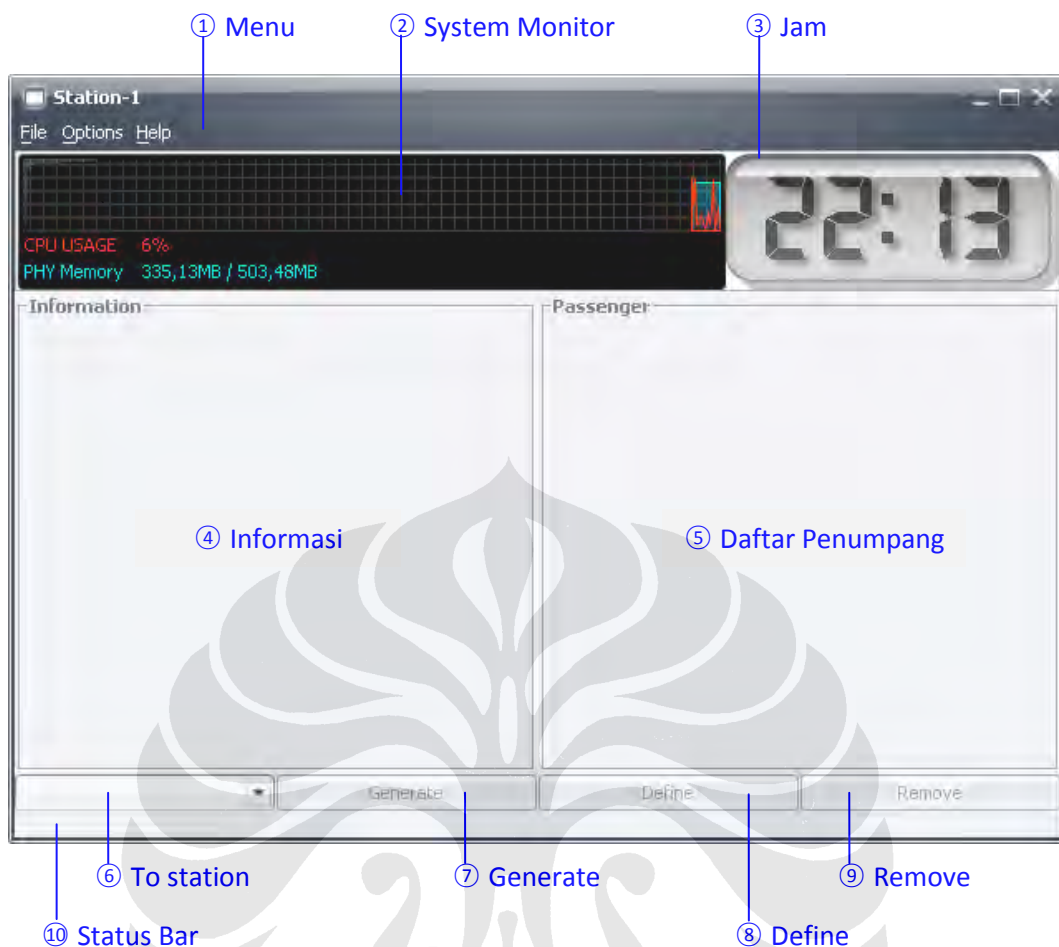 ① Menu
② System Monitor
③ Jam
Station-1
File Options Help
22:13
CPU USAGE 6%
PHY Memory 335,13MB / 503,48MB
Information
Passenger
④ Informasi
⑤ Daftar Penumpang
Generate
Define
Remove
⑥ To station
⑦ Generate
⑨ Remove
⑩ Status Bar
⑧ Define